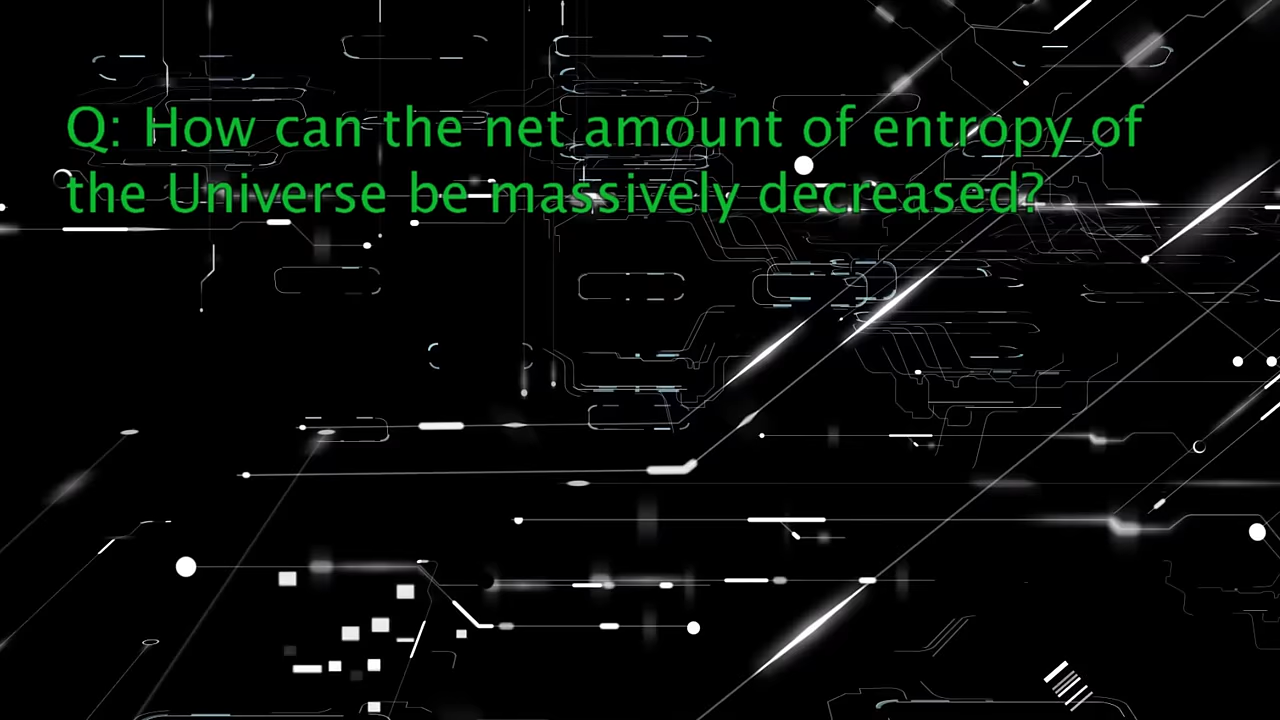 Q: How can the net amount of entropy of
the Universe be massively decreased?